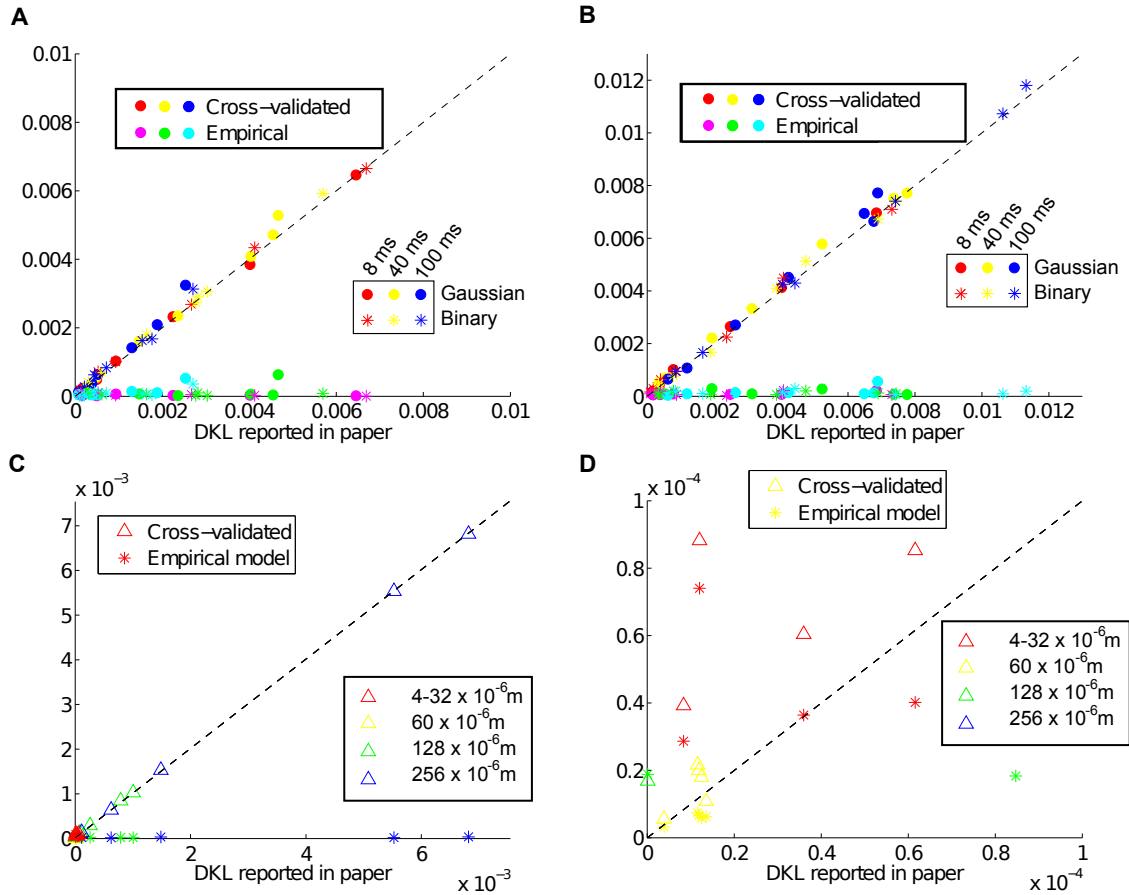 A
0.01
0.008
0.006
0.004
0.002
0
0
0.002
0.004
0.006
0.008
0.01
DKL reported in paper
Cross−validated
Empirical
8 ms
40 ms
100 ms
Gaussian
Binary
B
0.012
0.01
0.008
0.006
0.004
0.002
0
0
0.002
0.004
0.006
0.008
0.01
0.012
DKL reported in paper
Cross−validated
Empirical
8 ms
40 ms
100 ms
Gaussian
Binary
C
x 10⁻³
7
6
5
4
3
2
1
0
0
2
4
6
x 10⁻³
DKL reported in paper
Cross−validated
Empirical model
4-32 x 10⁻⁶m
60 x 10⁻⁶m
128 x 10⁻⁶m
256 x 10⁻⁶m
D
x 10⁻⁴
1
0.8
0.6
0.4
0.2
0
0
0.2
0.4
0.6
0.8
1
x 10⁻⁴
DKL reported in paper
Cross−validated
Empirical model
4-32 x 10⁻⁶m
60 x 10⁻⁶m
128 x 10⁻⁶m
256 x 10⁻⁶m